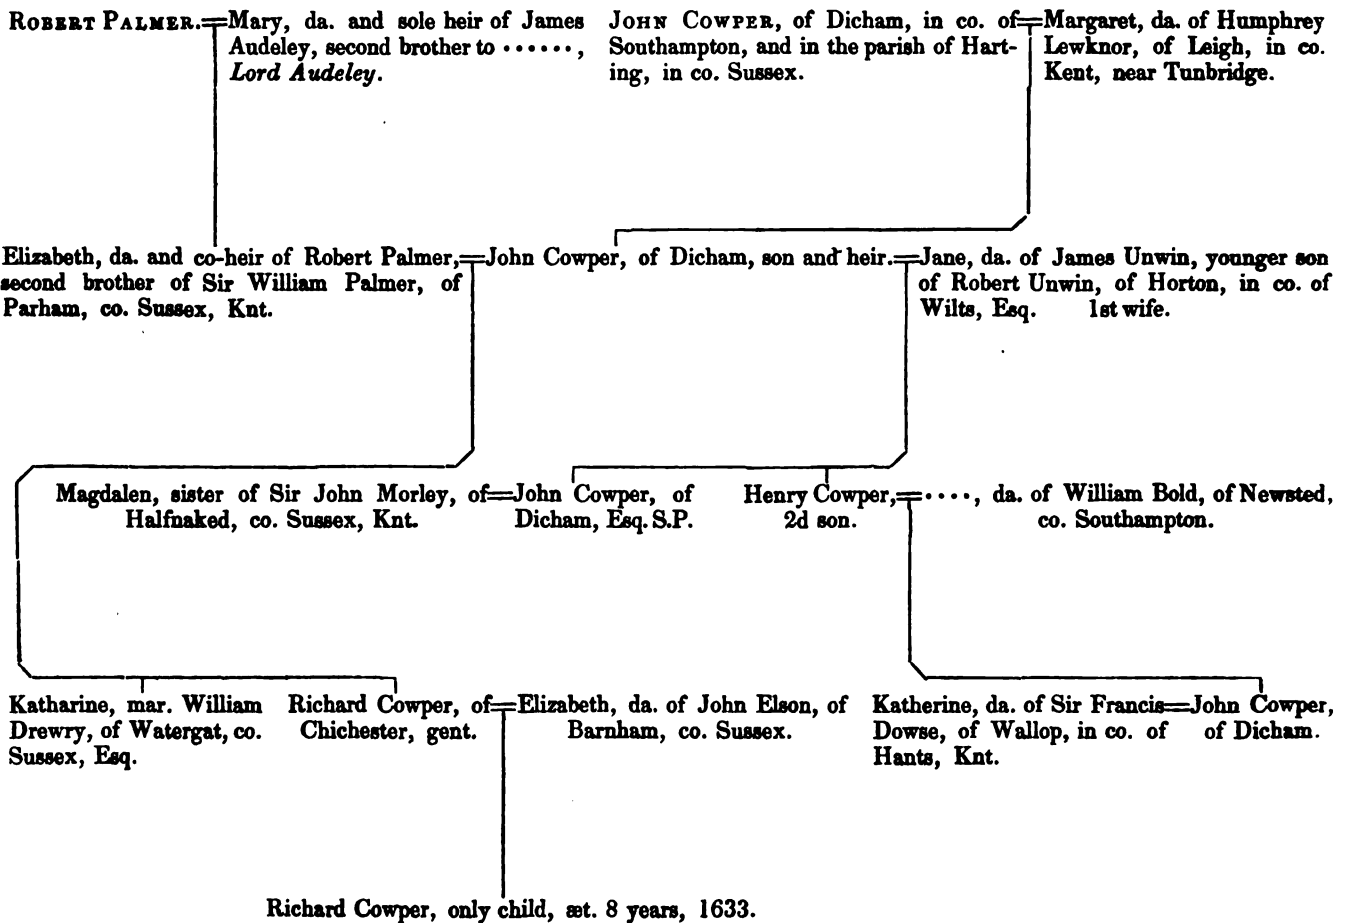 ROBERT PALMER.=Mary, da. and sole heir of James
Audeley, second brother to ······,
Lord Audeley.
JOHN COWPER, of Dicham, in co. of=Margaret, da. of Humphrey
Southampton, and in the parish of Hart-
ing, in co. Sussex.
Lewknor, of Leigh, in co.
Kent, near Tunbridge.
Elizabeth, da. and co-heir of Robert Palmer,=John Cowper, of Dicham, son and heir.=Jane, da. of James Unwin, younger son
second brother of Sir William Palmer, of
Parham, co. Sussex, Knt.
of Robert Unwin, of Horton, in co. of
Wilts, Esq. 1st wife.
Magdalen, sister of Sir John Morley, of=John Cowper, of
Halfnaked, co. Sussex, Knt.
Dicham, Esq. S.P.
Henry Cowper,=····, da. of William Bold, of Newsted,
2d son.
co. Southampton.
Katharine, mar. William
Drewry, of Watergat, co.
Sussex, Esq.
Richard Cowper, of=Elizabeth, da. of John Elson, of
Chichester, gent.
Barnham, co. Sussex.
Katherine, da. of Sir Francis=John Cowper,
Dowse, of Wallop, in co. of
Hants, Knt.
of Dicham.
Richard Cowper, only child, æt. 8 years, 1633.